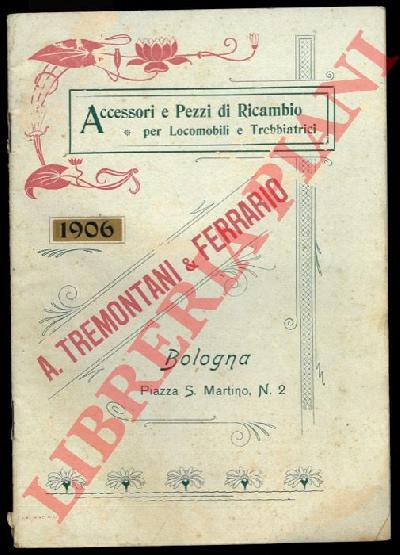 Accessori e Pezzi di Ricambio
* per Locomobili e Trebbiatrici
1906
A. TREMONTANI & FERRARIO
Bologna
Piazza S. Martino, N. 2
LIBRERIA PIANI